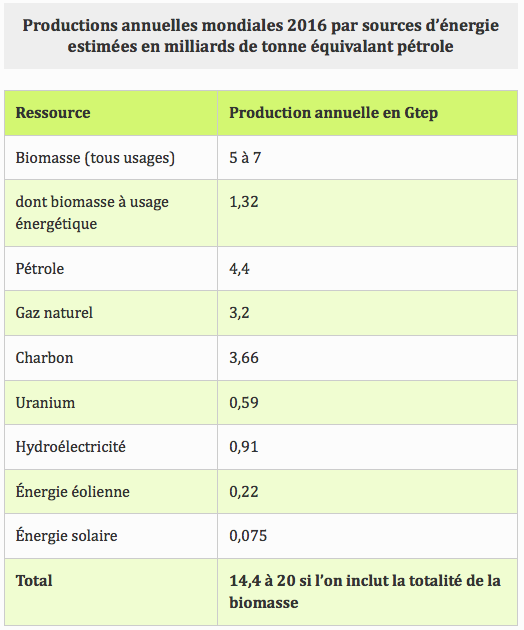 Productions annuelles mondiales 2016 par sources d’énergie
estimées en milliards de tonne équivalant pétrole
Ressource
Production annuelle en Gtep
Biomasse (tous usages)
5 à 7
dont biomasse à usage
énergétique
1,32
Pétrole
4,4
Gaz naturel
3,2
Charbon
3,66
Uranium
0,59
Hydroélectricité
0,91
Énergie éolienne
0,22
Énergie solaire
0,075
Total
14,4 à 20 si l’on inclut la totalité de la
biomasse